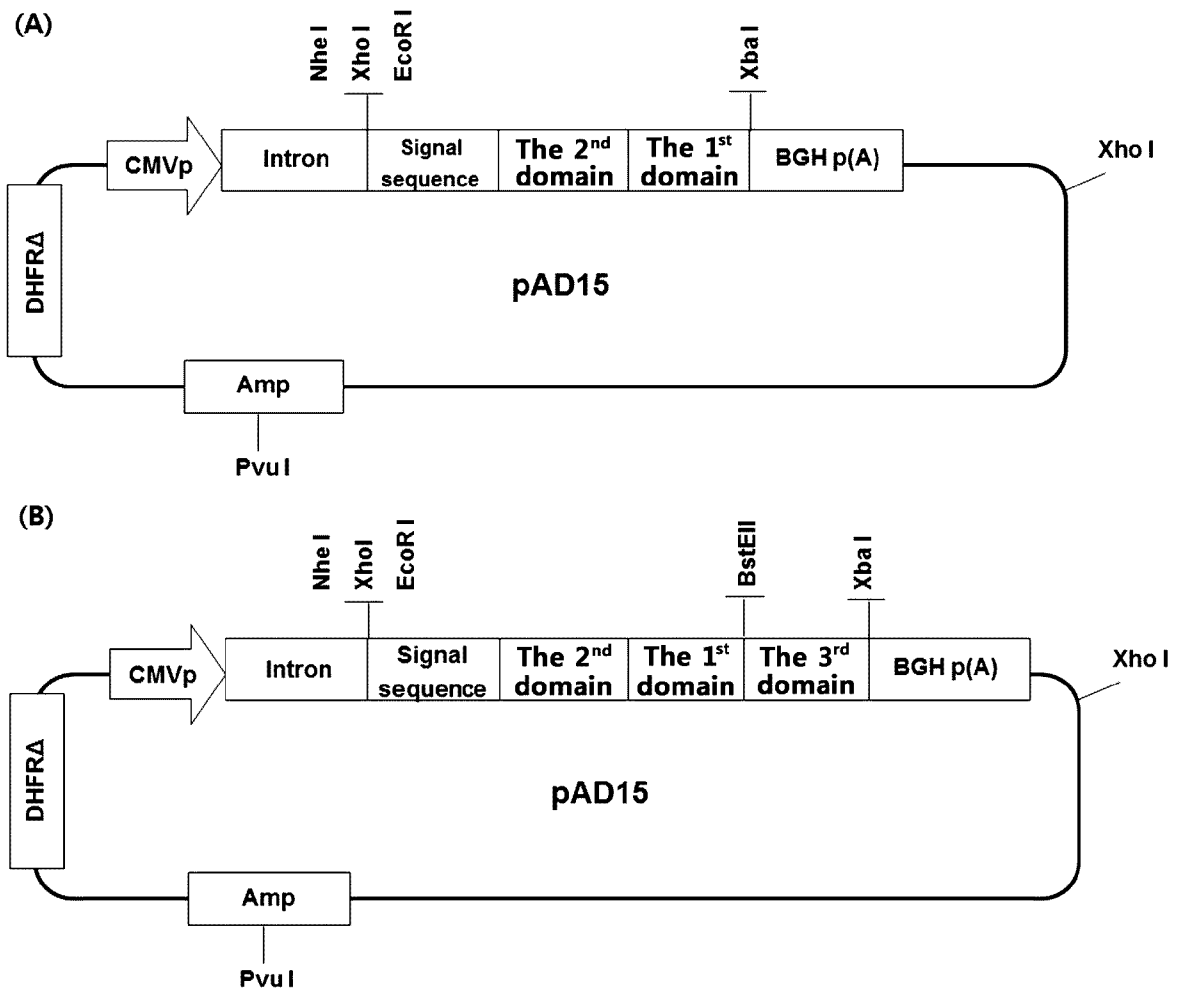 (A)
Nhe I
Xho I
EcoR I
Xba I
Xho I
CMVp
Intron
Signal
sequence
The 2nd
domain
The 1st
domain
BGH p(A)
DHFRΔ
pAD15
Amp
Pvu I
(B)
Nhe I
XhoI
EcoR I
BstEII
Xba I
Xho I
CMVp
Intron
Signal
sequence
The 2nd
domain
The 1st
domain
The 3rd
domain
BGH p(A)
DHFRΔ
pAD15
Amp
Pvu I